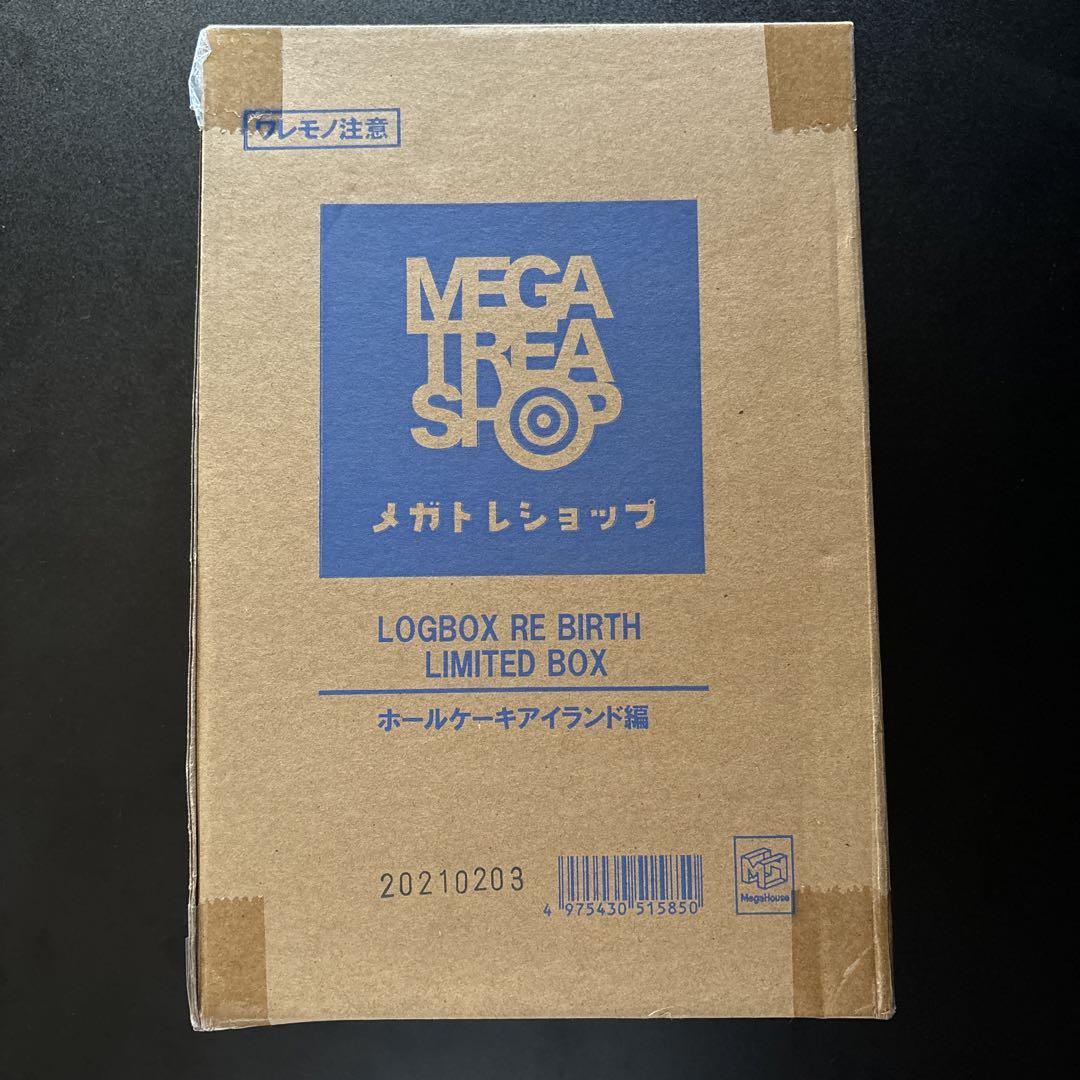 ワレモノ注意
MEGA
TREA
SHOP
メガトレショップ
LOGBOX RE BIRTH
LIMITED BOX
ホールケーキアイランド編
20210203
4 975430 515850
MegaHouse